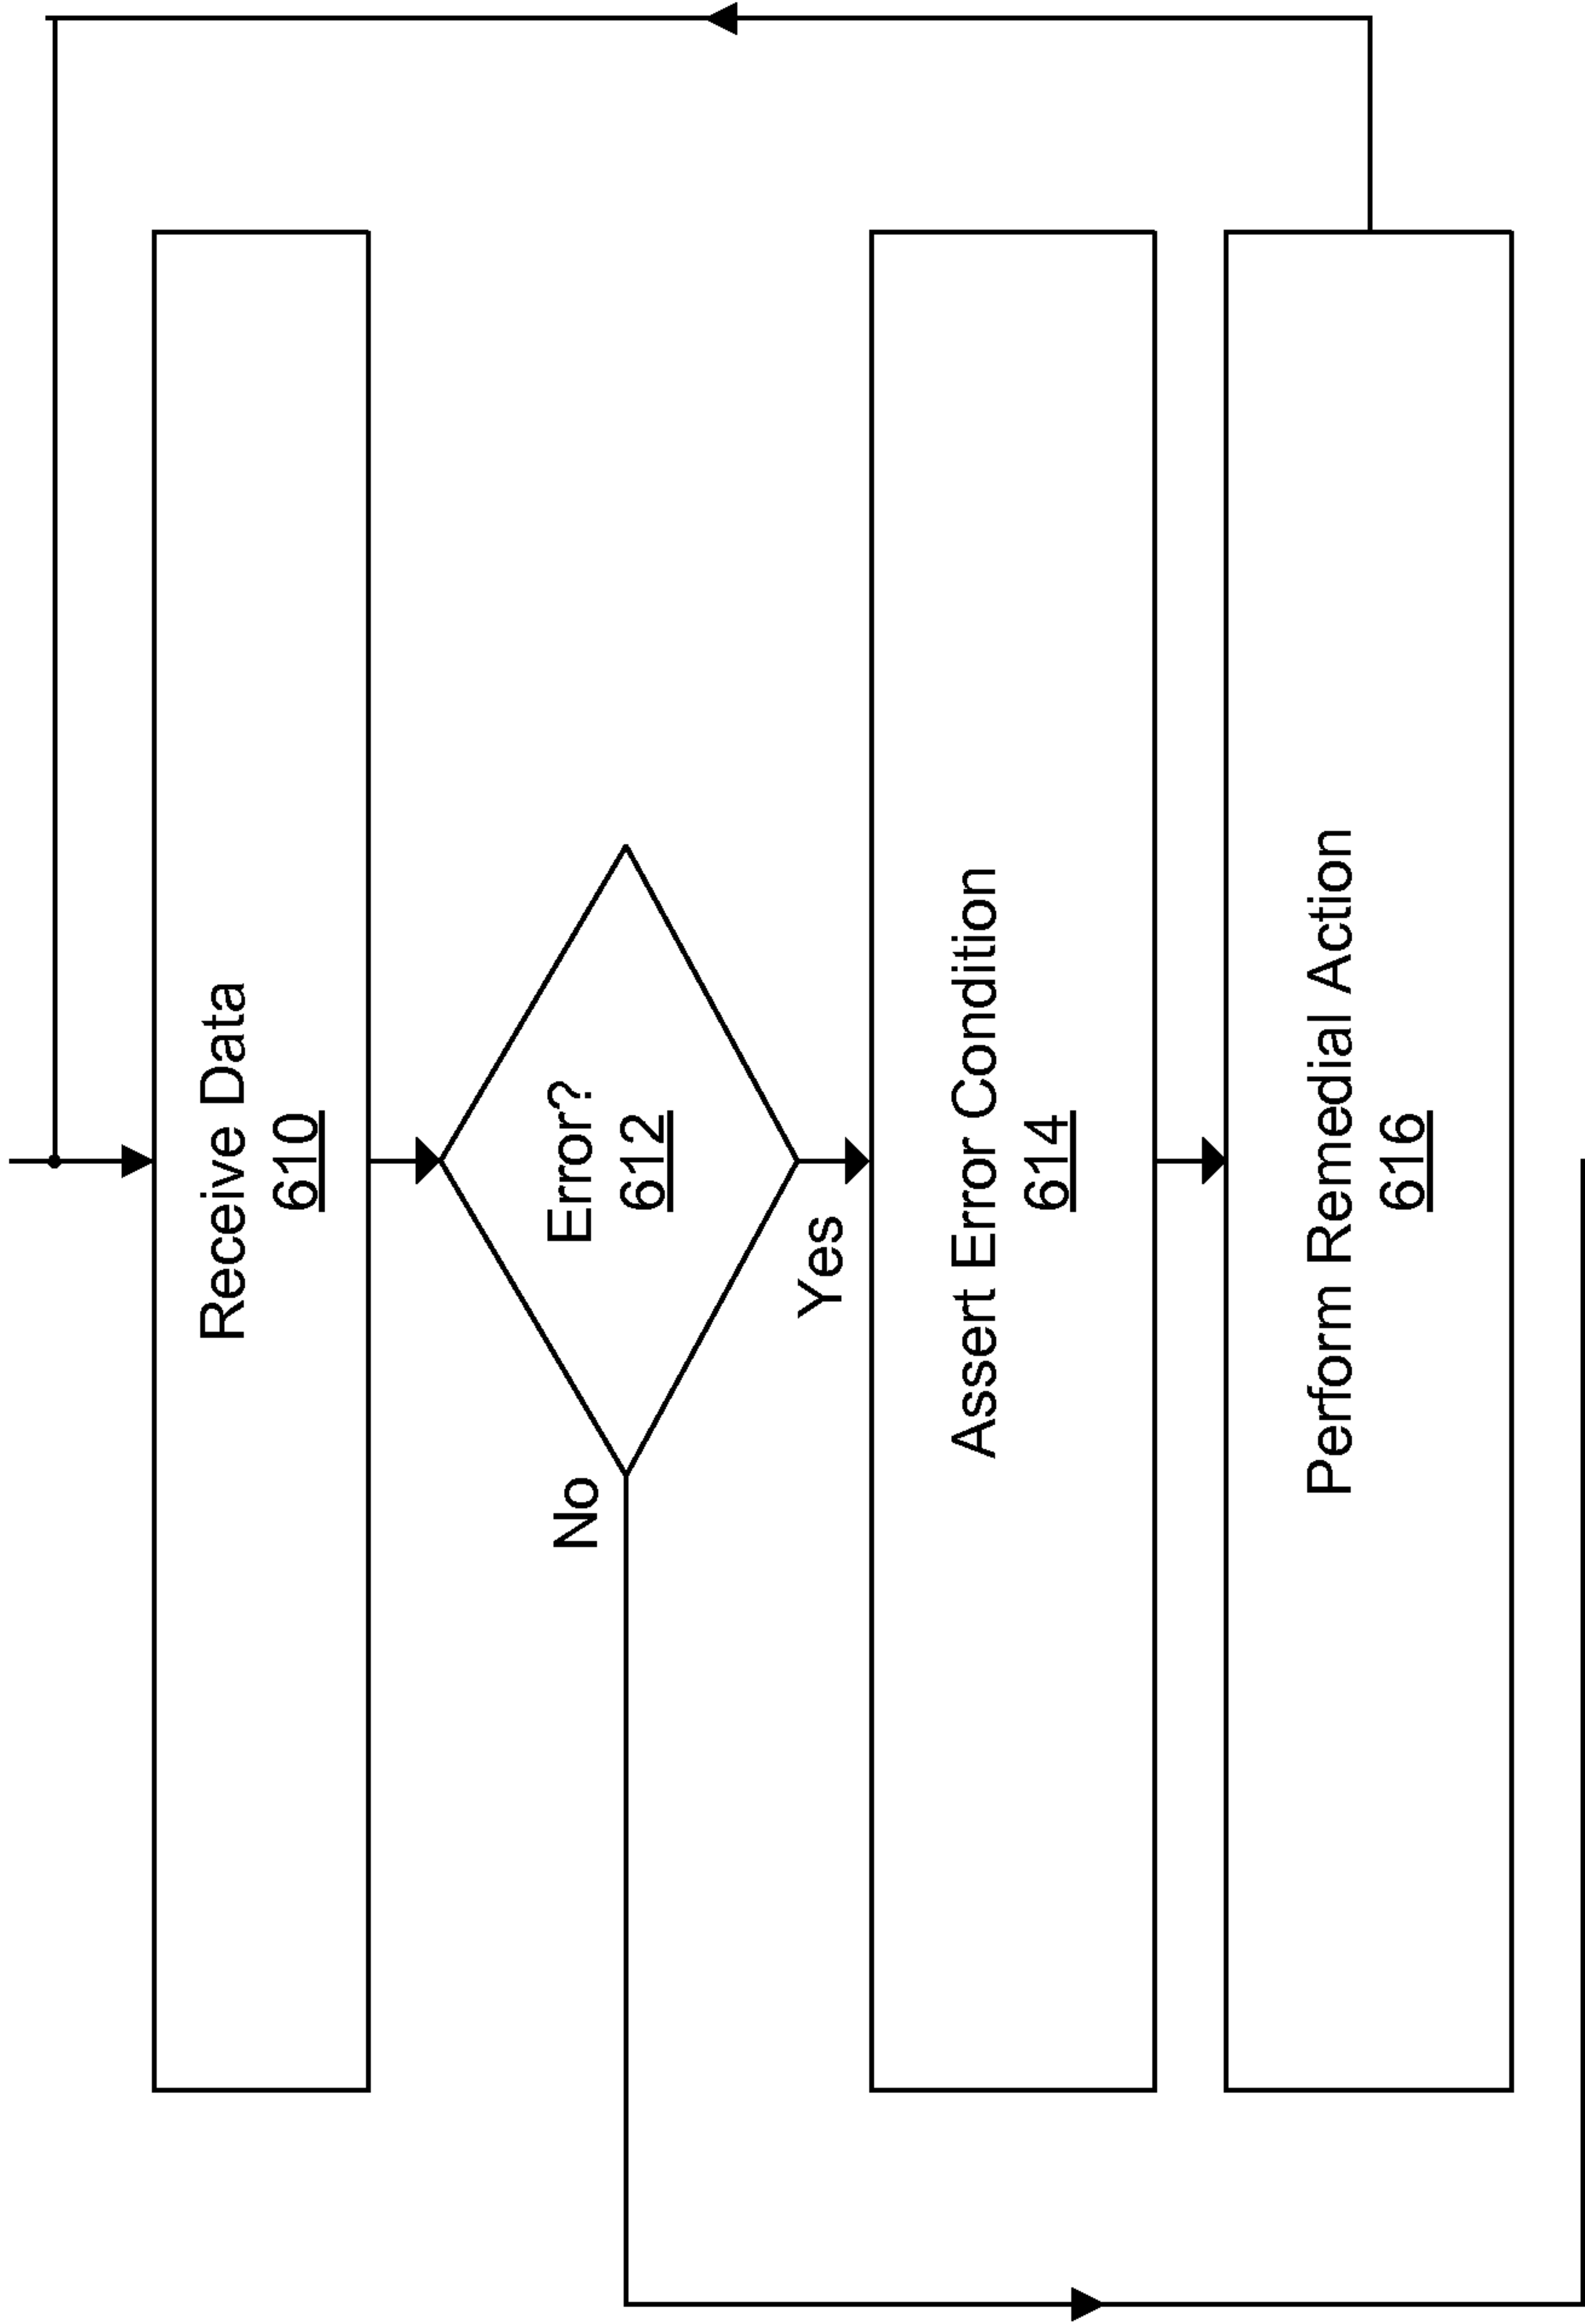 Receive Data
610
Error?
612
No
Yes
Assert Error Condition
614
Perform Remedial Action
616